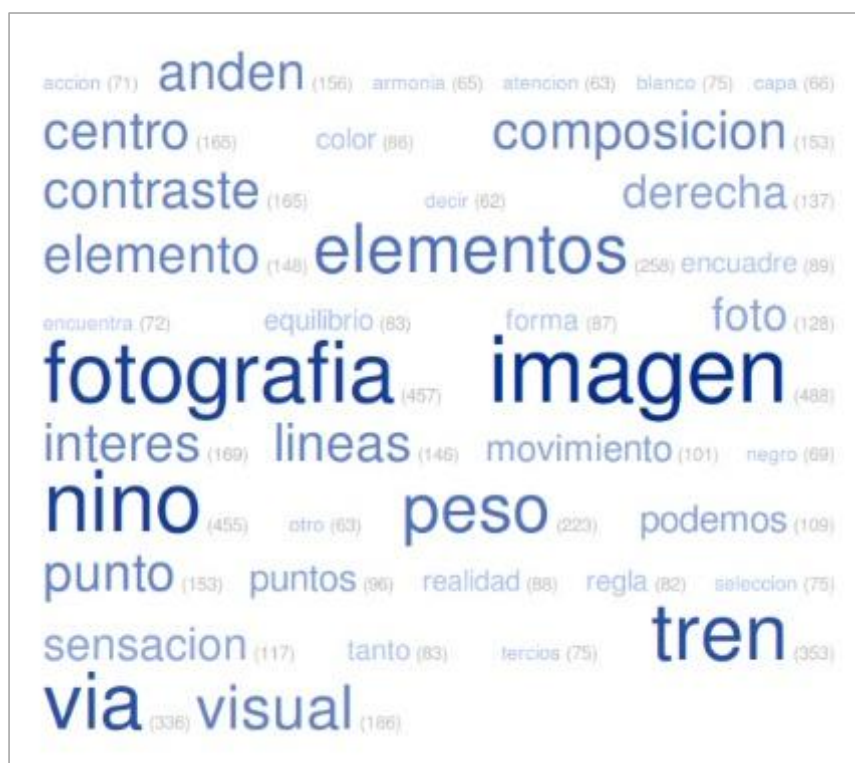 accion (71) anden (156) armonia (65) atencion (63) blanco (75) capa (66)
centro (165) color (86) composicion (153)
contraste (165) decir (62) derecha (137)
elemento (148) elementos (258) encuadre (89)
encuentra (72) equilibrio (83) forma (87) foto (128)
fotografia (457) imagen (488)
interes (169) lineas (146) movimiento (101) negro (69)
nino (455) otro (63) peso (223) podemos (109)
punto (153) puntos (96) realidad (88) regla (82) seleccion (75)
sensacion (117) tanto (83) tercios (75) tren (353)
via (336) visual (186)